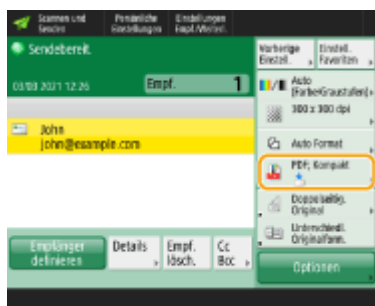 Scannen und
Senden
Persönliche
Einstellungen
Einstellungen
Empf./Weiterl.
Sendebereit.
03/03 2021 12:26
Empf. 1
John
john@example.com
Empfänger
definieren
Details
Empf.
lösch.
Cc
Bcc
Vorherige
Einstell.
Einstell.
Favoriten
Auto
(Farbe/Graustufen)
300 x 300 dpi
Auto Format
PDF; Kompakt
Doppelseitig.
Original
Unterschiedl.
Originalform.
Optionen